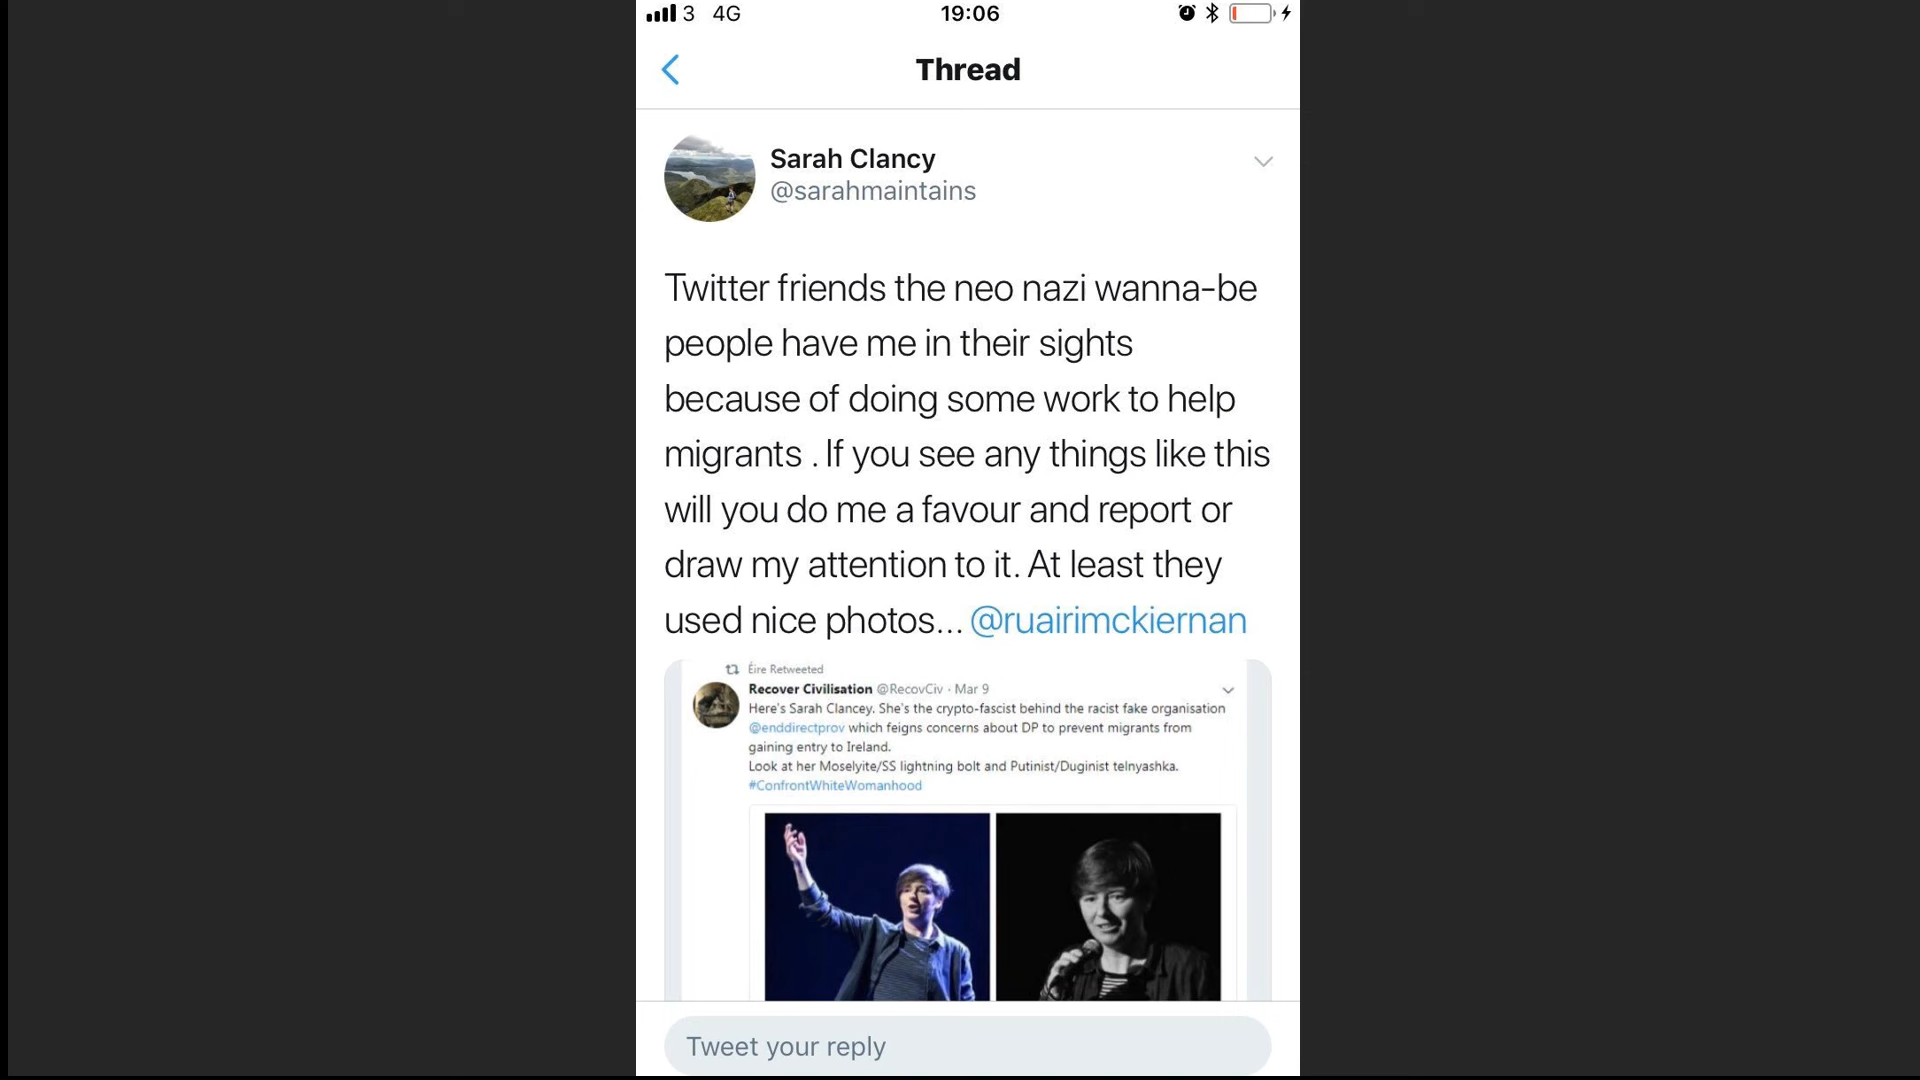 3 4G 19:06
Thread
Sarah Clancy
@sarahmaintains
Twitter friends the neo nazi wanna-be
people have me in their sights
because of doing some work to help
migrants . If you see any things like this
will you do me a favour and report or
draw my attention to it. At least they
used nice photos... @ruairimckiernan
Éire Retweeted
Recover Civilisation @RecovCiv · Mar 9
Here's Sarah Clancey. She's the crypto-fascist behind the racist fake organisation
@enddirectprov which feigns concerns about DP to prevent migrants from
gaining entry to Ireland.
Look at her Moselyite/SS lightning bolt and Putinist/Duginist telnyashka.
#ConfrontWhiteWomanhood
Tweet your reply